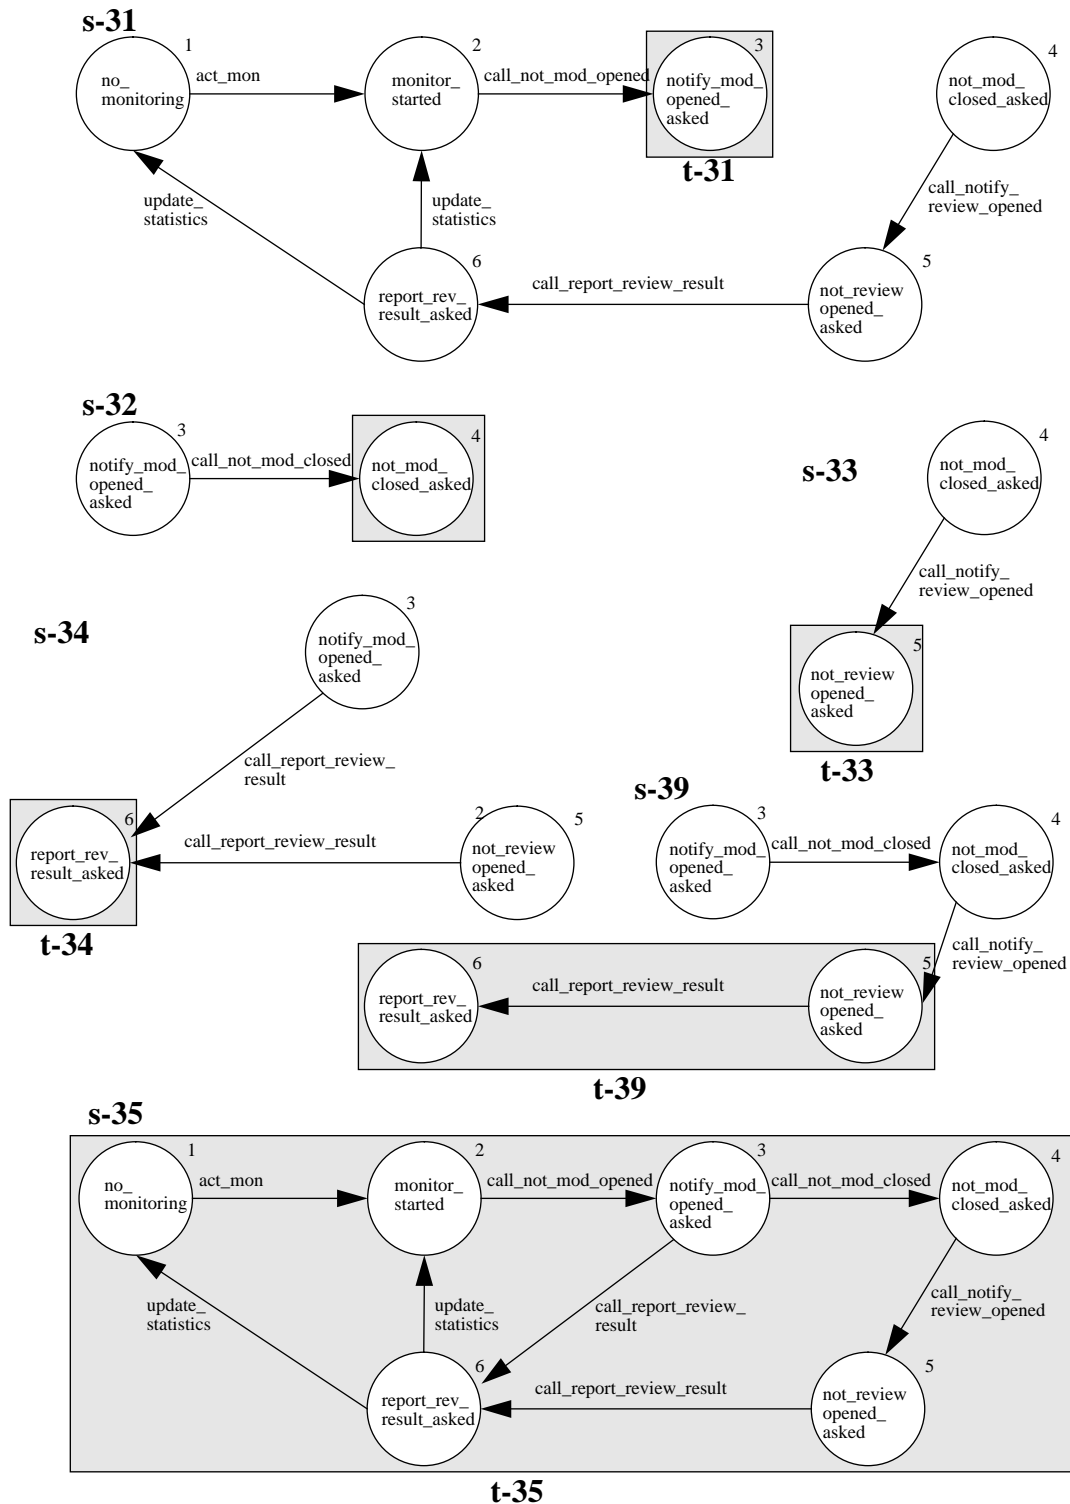 s-31
1
no_
monitoring
act_mon
2
monitor_
started
call_not_mod_opened
3
notify_mod_
opened_
asked
t-31
4
not_mod_
closed_asked
call_notify_
review_opened
update_
statistics
update_
statistics
6
report_rev_
result_asked
call_report_review_result
5
not_review
opened_
asked
s-32
3
notify_mod_
opened_
asked
call_not_mod_closed
4
not_mod_
closed_asked
s-33
4
not_mod_
closed_asked
call_notify_
review_opened
5
not_review
opened_
asked
t-33
s-34
3
notify_mod_
opened_
asked
call_report_review_
result
6
report_rev_
result_asked
t-34
call_report_review_result
2
5
not_review
opened_
asked
s-39
3
notify_mod_
opened_
asked
call_not_mod_closed
4
not_mod_
closed_asked
call_notify_
review_opened
6
report_rev_
result_asked
call_report_review_result
5
not_review
opened_
asked
t-39
s-35
1
no_
monitoring
act_mon
2
monitor_
started
call_not_mod_opened
3
notify_mod_
opened_
asked
call_not_mod_closed
4
not_mod_
closed_asked
update_
statistics
update_
statistics
call_report_review_
result
call_notify_
review_opened
6
report_rev_
result_asked
call_report_review_result
5
not_review
opened_
asked
t-35